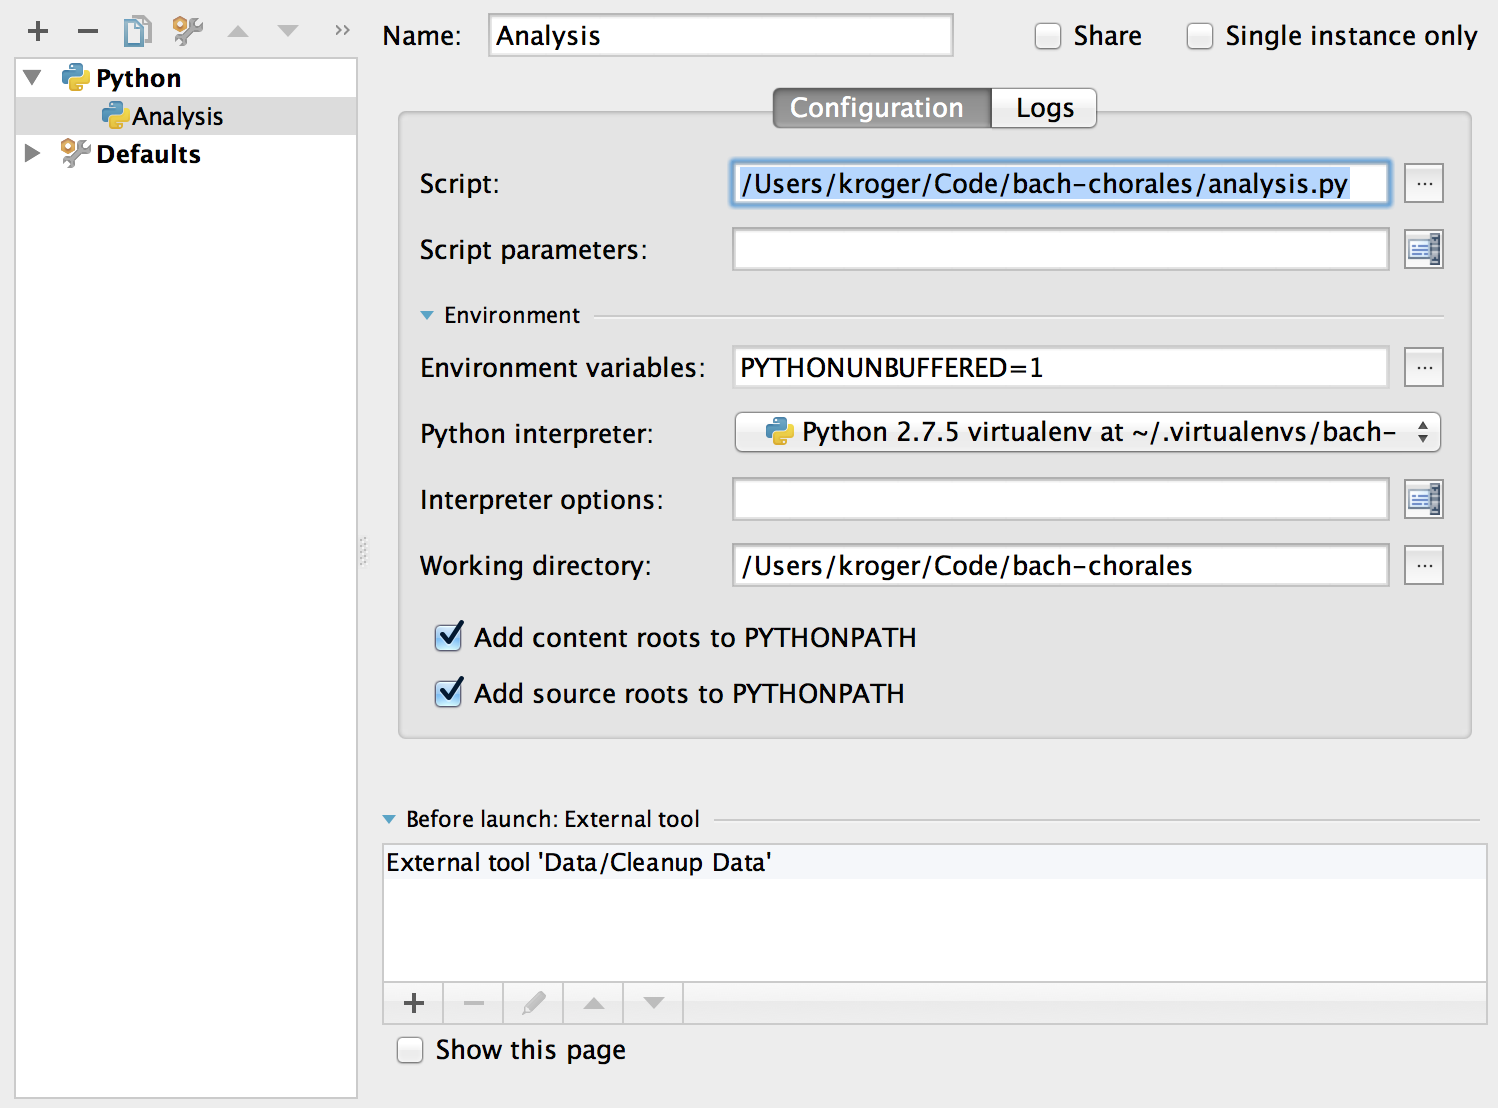 Name: Analysis Share Single instance only
Python
Analysis
Defaults
Configuration Logs
Script: /Users/kroger/Code/bach-chorales/analysis.py ...
Script parameters:
Environment
Environment variables: PYTHONUNBUFFERED=1 ...
Python interpreter: Python 2.7.5 virtualenv at ~/.virtualenvs/bach-
Interpreter options:
Working directory: /Users/kroger/Code/bach-chorales ...
Add content roots to PYTHONPATH
Add source roots to PYTHONPATH
Before launch: External tool
External tool 'Data/Cleanup Data'
Show this page